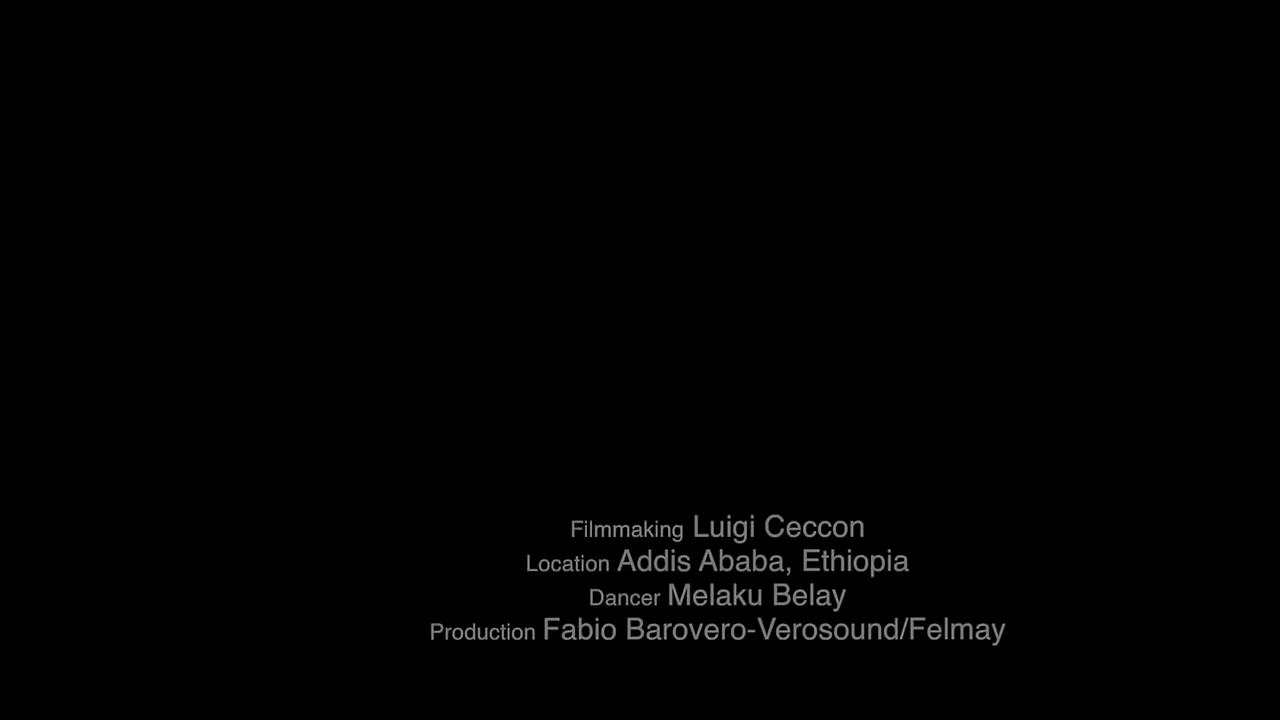 Filmmaking Luigi Ceccon
Location Addis Ababa, Ethiopia
Dancer Melaku Belay
Production Fabio Barovero-Verosound/Felmay